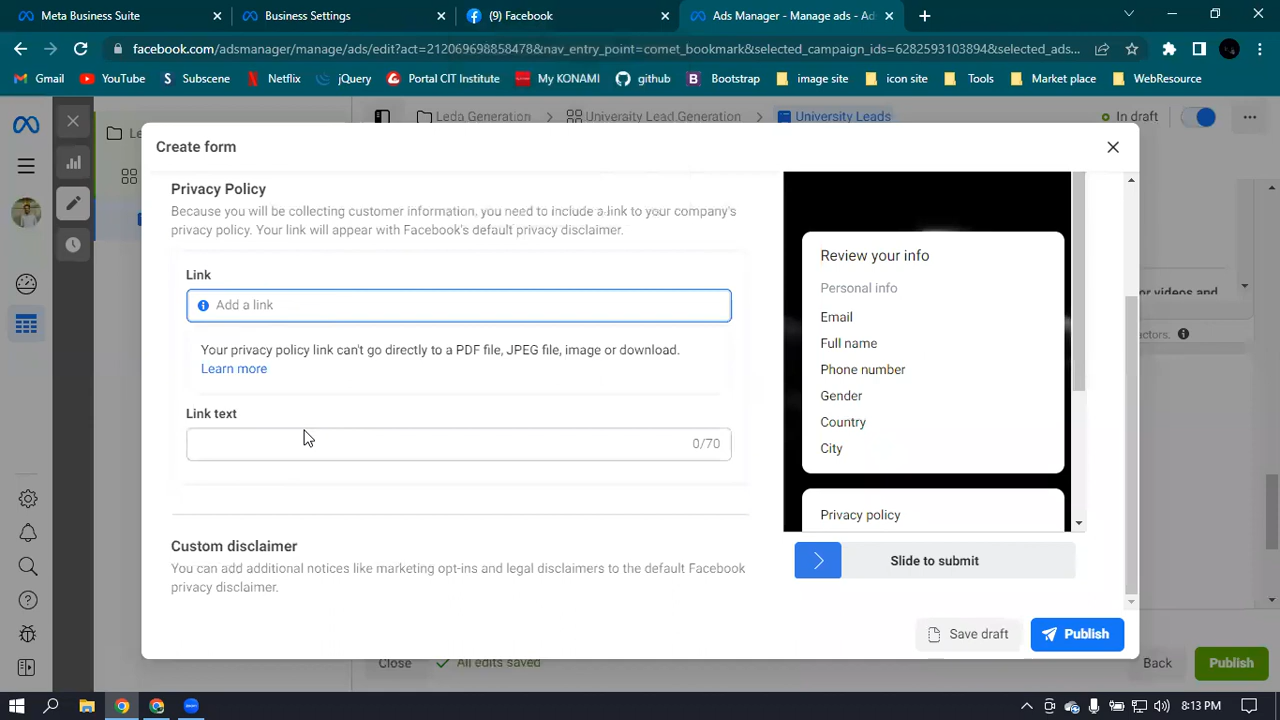 Meta Business Suite
Business Settings
(9) Facebook
Ads Manager - Manage ads - Ad
facebook.com/adsmanager/manage/ads/edit?act=212069698858478&nav_entry_point=comet_bookmark&selected_campaign_ids=62825931038948&selected_ads...
Gmail
YouTube
Subscene
Netflix
jQuery
Portal CIT Institute
My KONAMI
github
Bootstrap
image site
icon site
Tools
Market place
WebResource
Leda Generation
University Lead Generation
University Leads
In draft
Create form
Privacy Policy
Because you will be collecting customer information, you need to include a link to your company's
privacy policy. Your link will appear with Facebook's default privacy disclaimer.
Link
Add a link
Your privacy policy link can't go directly to a PDF file, JPEG file, image or download.
Learn more
Link text
0/70
Custom disclaimer
You can add additional notices like marketing opt-ins and legal disclaimers to the default Facebook
privacy disclaimer.
Review your info
Personal info
Email
Full name
Phone number
Gender
Country
City
Privacy policy
Slide to submit
Save draft
Publish
or videos and
ctors.
Close
All edits saved
Back
Publish
8:13 PM